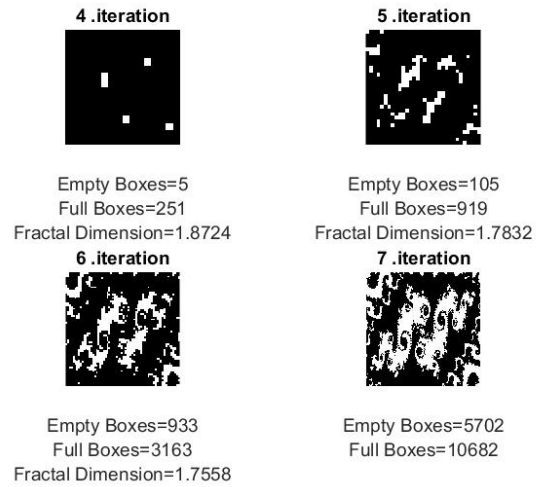 4 .iteration
5 .iteration
Empty Boxes=5
Full Boxes=251
Fractal Dimension=1.8724
Empty Boxes=105
Full Boxes=919
Fractal Dimension=1.7832
6 .iteration
7 .iteration
Empty Boxes=933
Full Boxes=3163
Fractal Dimension=1.7558
Empty Boxes=5702
Full Boxes=10682